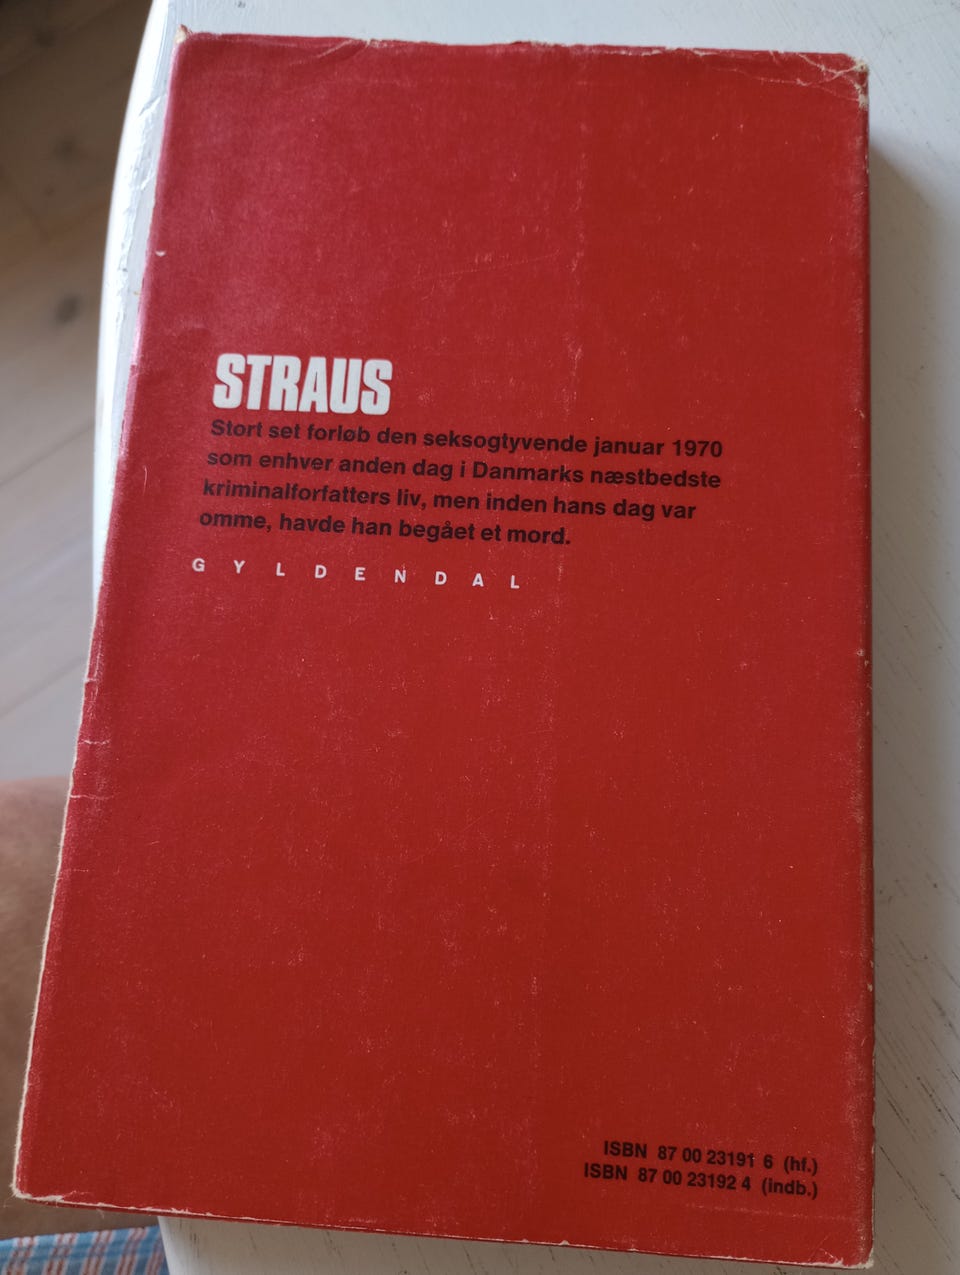 STRAUS
Stort set forløb den seksogtyvende januar 1970
som enhver anden dag i Danmarks næstbedste
kriminalforfatters liv, men inden hans dag var
omme, havde han begået et mord.
GYLDENDAL
ISBN 87 00 23191 6 (hf.)
ISBN 87 00 23192 4 (indb.)